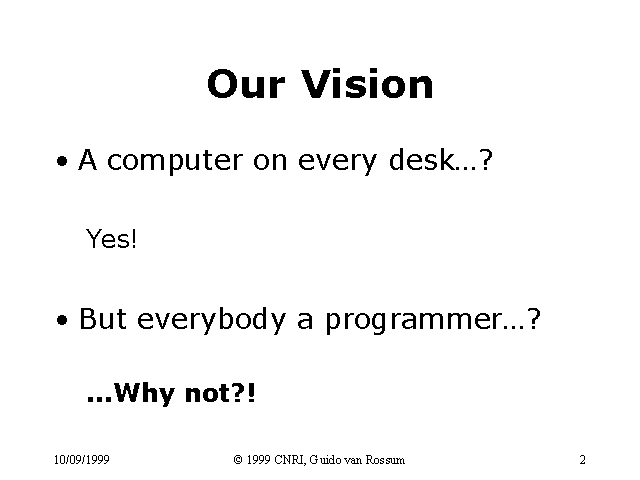 Our Vision
• A computer on every desk…?
Yes!
• But everybody a programmer…?
…Why not?!
10/09/1999 © 1999 CNRI, Guido van Rossum 2